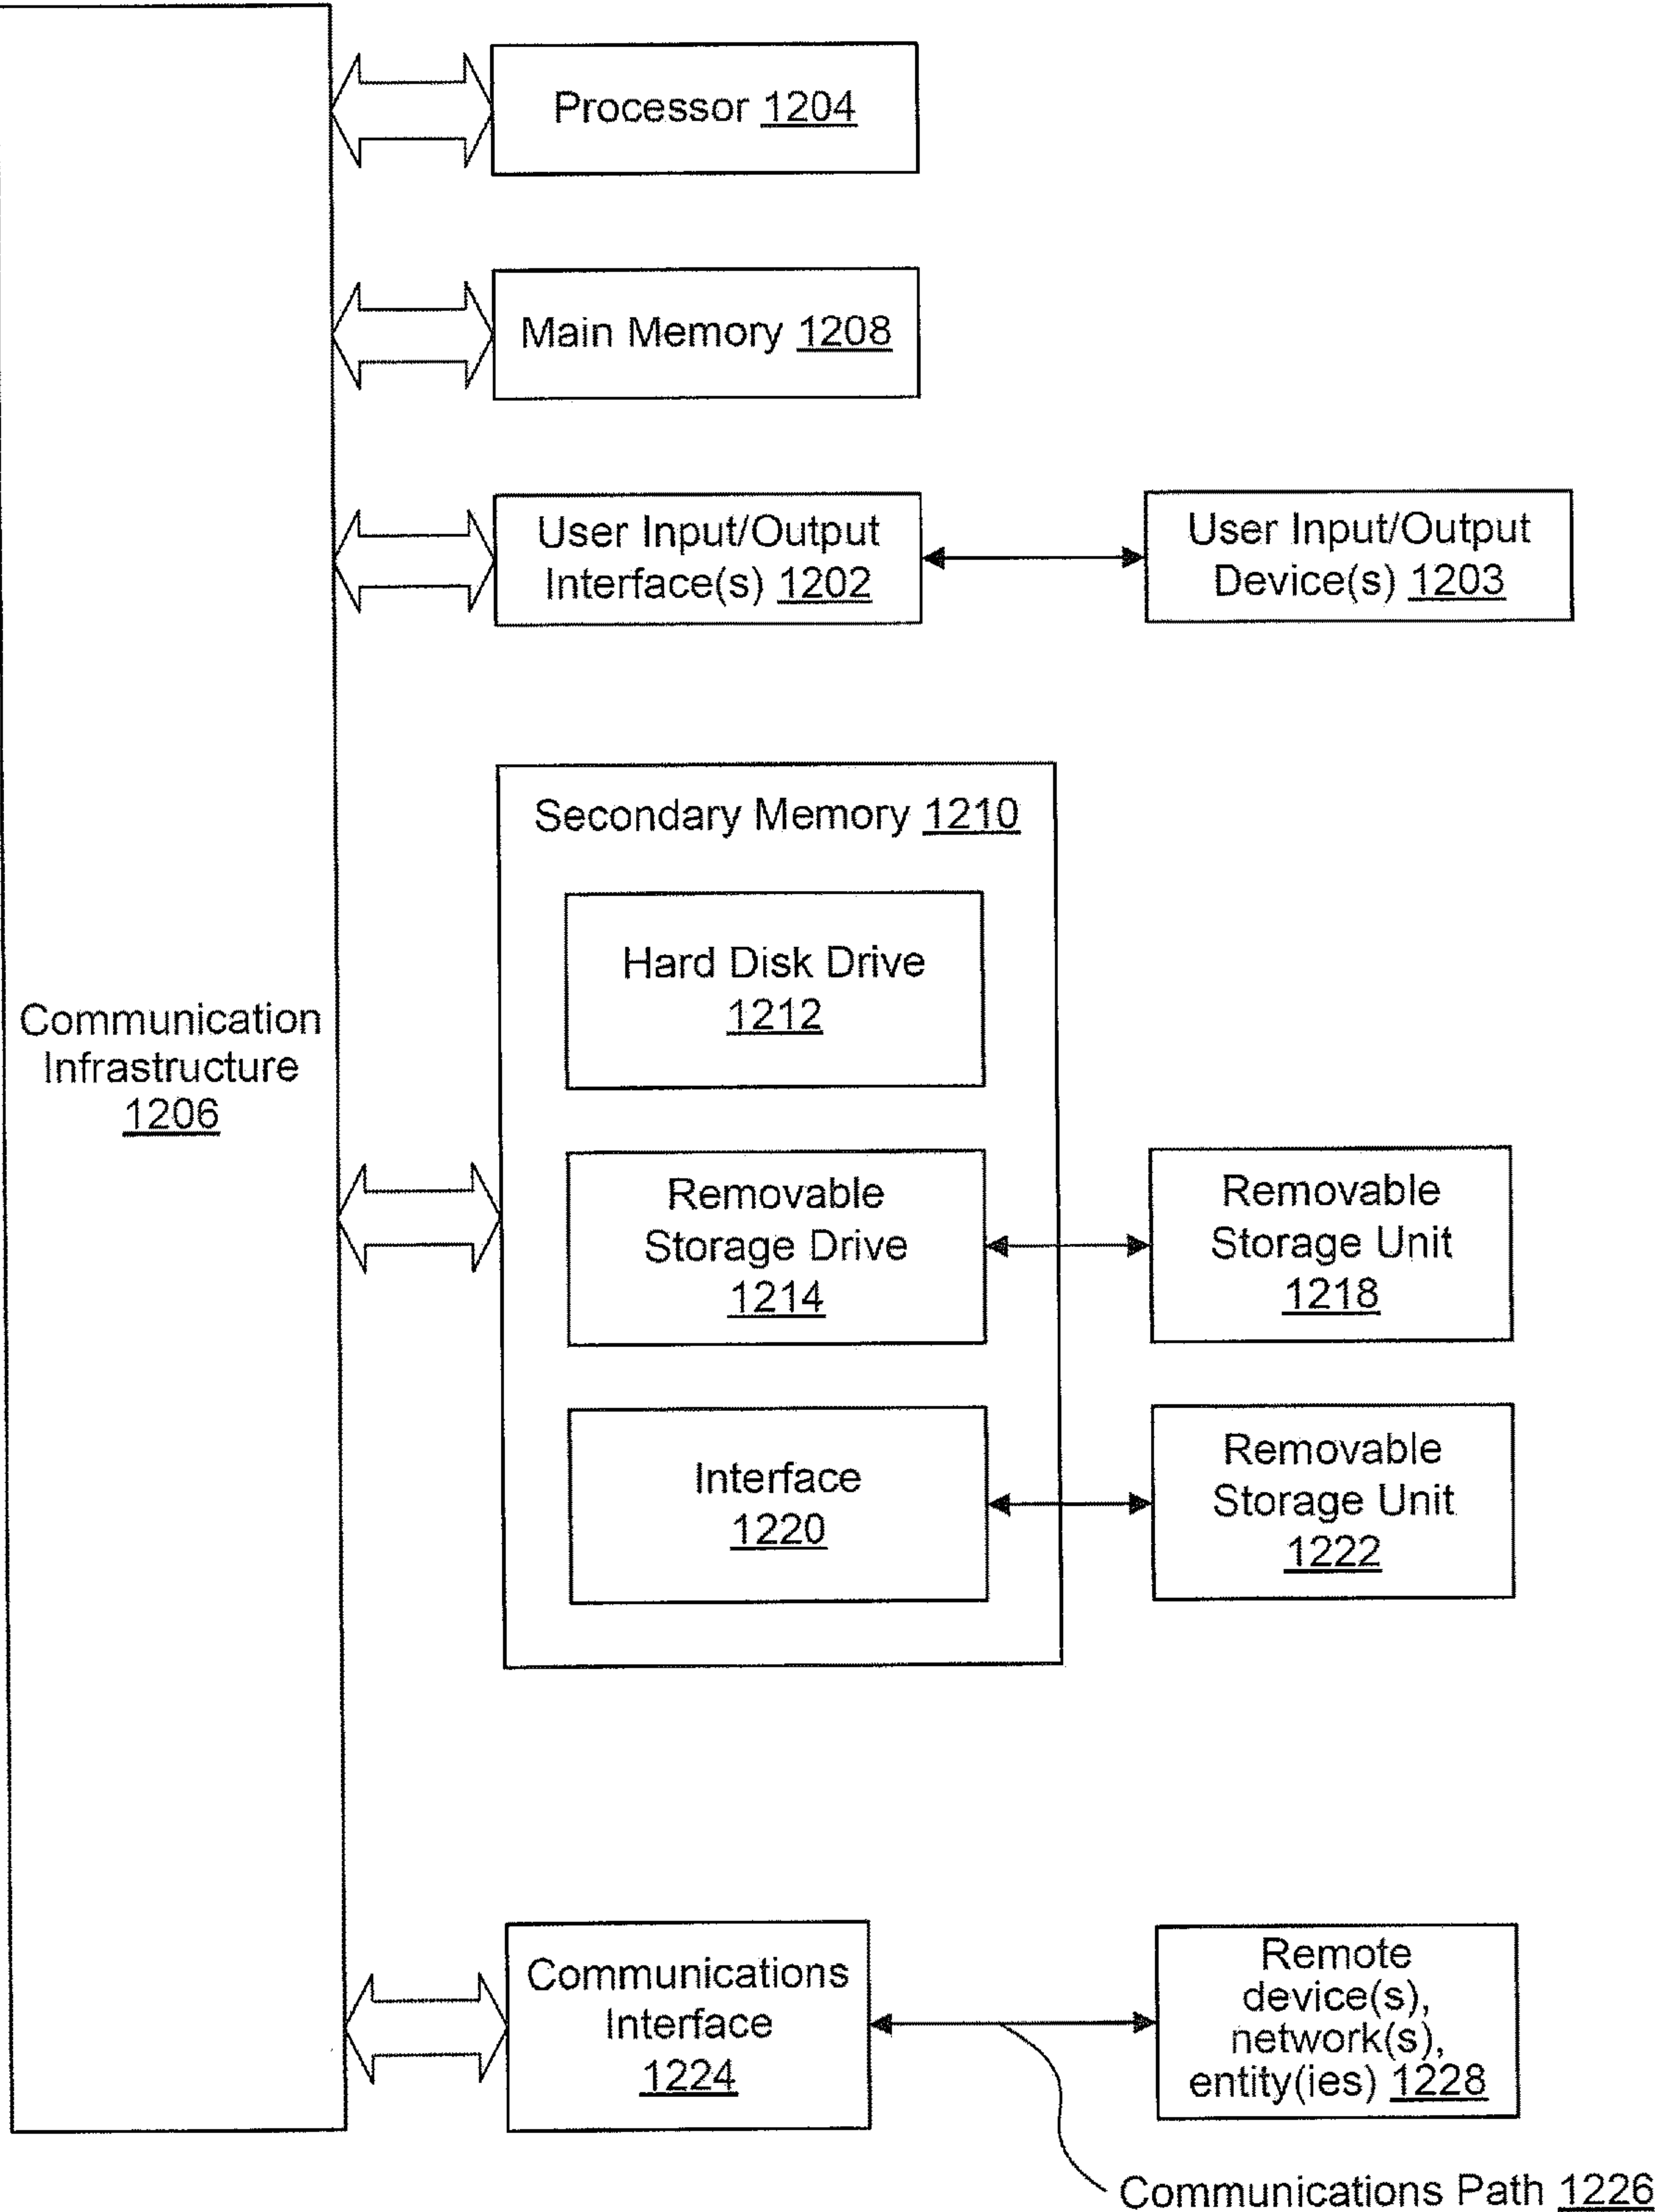 Processor 1204
Main Memory 1208
User Input/Output
Interface(s) 1202
User Input/Output
Device(s) 1203
Secondary Memory 1210
Hard Disk Drive
1212
Communication
Infrastructure
1206
Removable
Storage Drive
1214
Removable
Storage Unit
1218
Interface
1220
Removable
Storage Unit
1222
Communications
Interface
1224
Remote
device(s),
network(s),
entity(ies) 1228
Communications Path 1226